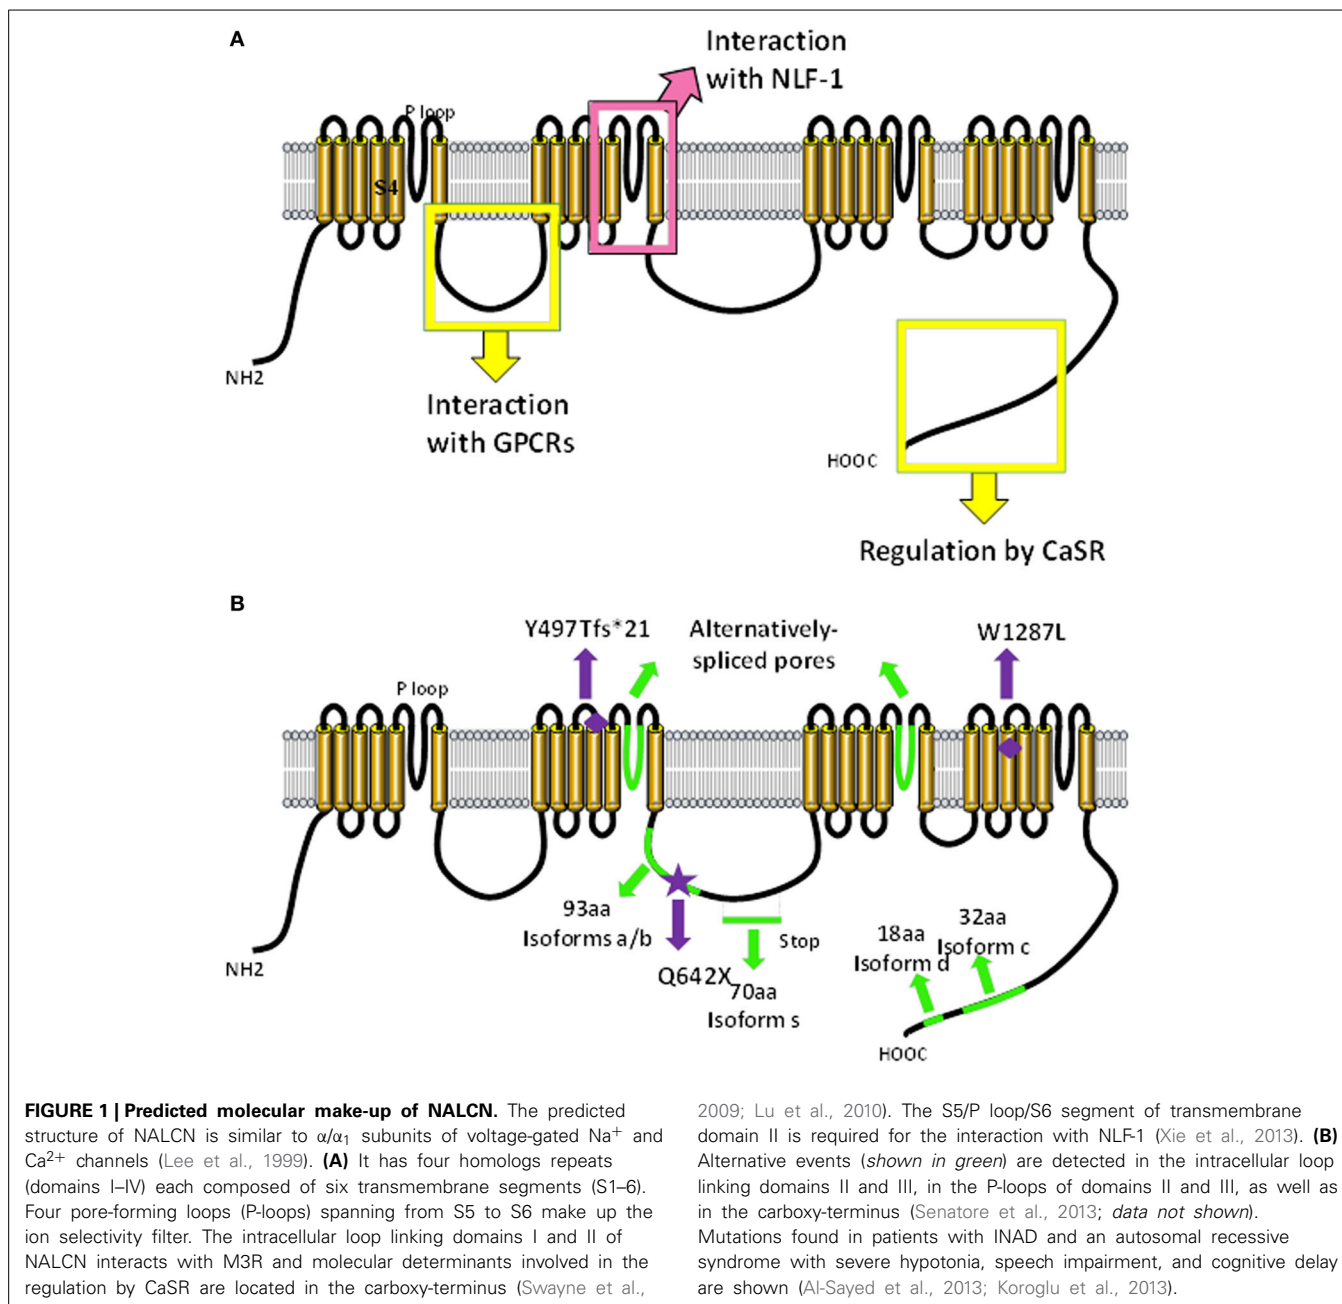 A
Interaction
with NLF-1
P loop
S4
NH2
Interaction
with GPCRs
HOOC
Regulation by CaSR
B
Y497Tfs*21
Alternatively-
spliced pores
W1287L
P loop
93aa
Isoforms a/b
Q642X
Stop
70aa
Isoform s
18aa
Isoform d
32aa
Isoform c
NH2
HOOC
FIGURE 1 | Predicted molecular make-up of NALCN. The predicted
structure of NALCN is similar to α/α₁ subunits of voltage-gated Na⁺ and
Ca²⁺ channels (Lee et al., 1999). (A) It has four homologs repeats
(domains I–IV) each composed of six transmembrane segments (S1–6).
Four pore-forming loops (P-loops) spanning from S5 to S6 make up the
ion selectivity filter. The intracellular loop linking domains I and II of
NALCN interacts with M3R and molecular determinants involved in the
regulation by CaSR are located in the carboxy-terminus (Swayne et al.,
2009; Lu et al., 2010). The S5/P loop/S6 segment of transmembrane
domain II is required for the interaction with NLF-1 (Xie et al., 2013). (B)
Alternative events (shown in green) are detected in the intracellular loop
linking domains II and III, in the P-loops of domains II and III, as well as
in the carboxy-terminus (Senatore et al., 2013; data not shown).
Mutations found in patients with INAD and an autosomal recessive
syndrome with severe hypotonia, speech impairment, and cognitive delay
are shown (Al-Sayed et al., 2013; Koroglu et al., 2013).